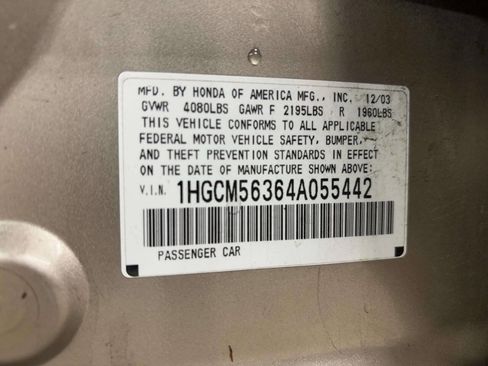 MFD. BY HONDA OF AMERICA MFG., INC. 12/03
GVWR 4080LBS GAWR F 2195LBS R 1960LBS
THIS VEHICLE CONFORMS TO ALL APPLICABLE
FEDERAL MOTOR VEHICLE SAFETY, BUMPER,
AND THEFT PREVENTION STANDARDS IN EFFECT
ON THE DATE OF MANUFACTURE SHOWN ABOVE:
V.I.N. 1HGCM56364A055442
PASSENGER CAR